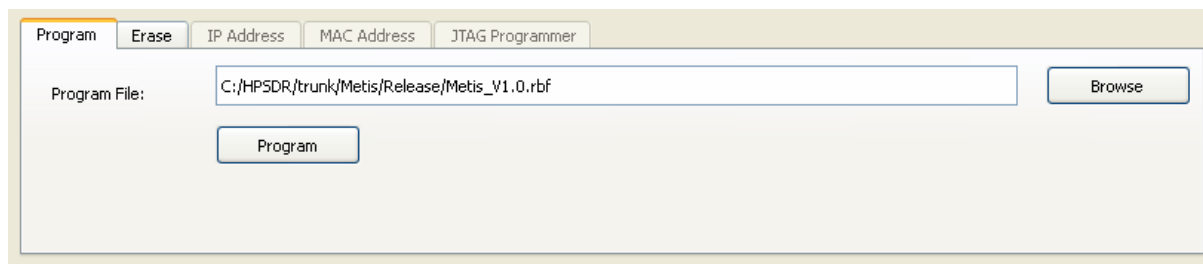 Program Erase IP Address MAC Address JTAG Programmer
Program File: C:/HPSDR/trunk/Metis/Release/Metis_V1.0.rbf Browse
Program